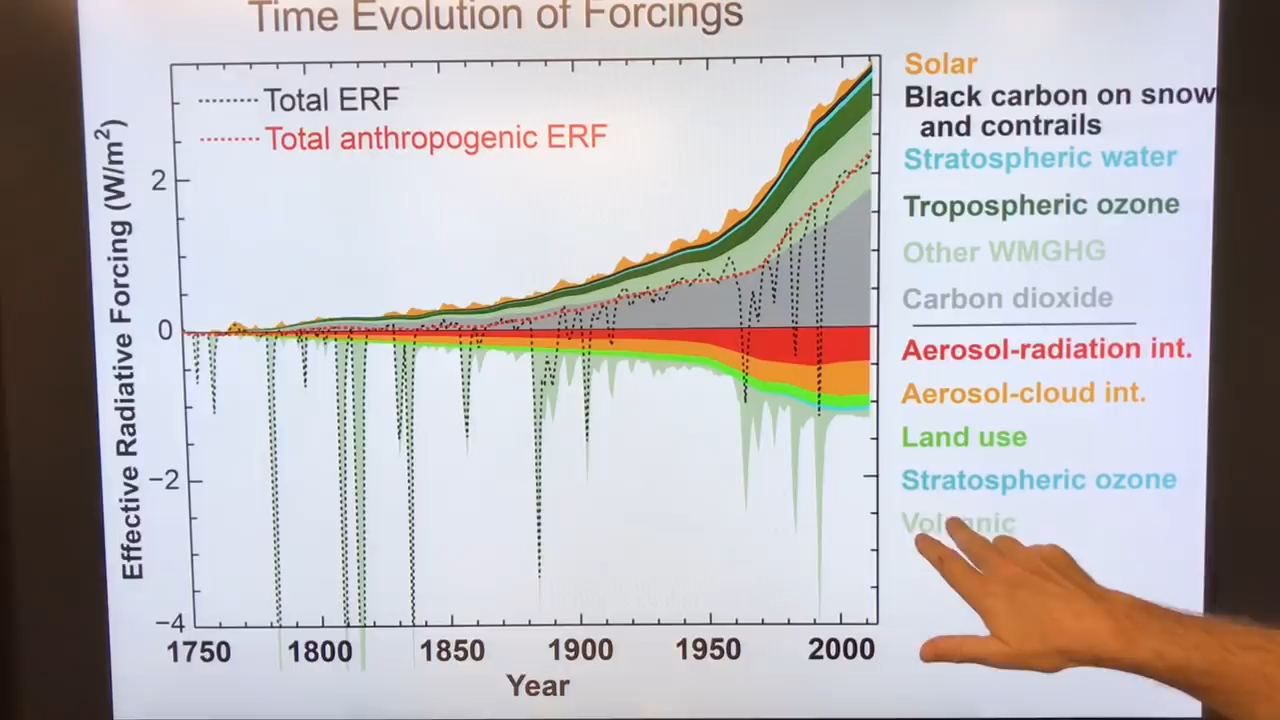 Time Evolution of Forcings
Total ERF
Total anthropogenic ERF
Effective Radiative Forcing (W/m²)
2
0
−2
−4
1750 1800 1850 1900 1950 2000
Year
Solar
Black carbon on snow
and contrails
Stratospheric water
Tropospheric ozone
Other WMGHG
Carbon dioxide
Aerosol-radiation int.
Aerosol-cloud int.
Land use
Stratospheric ozone
Volcanic